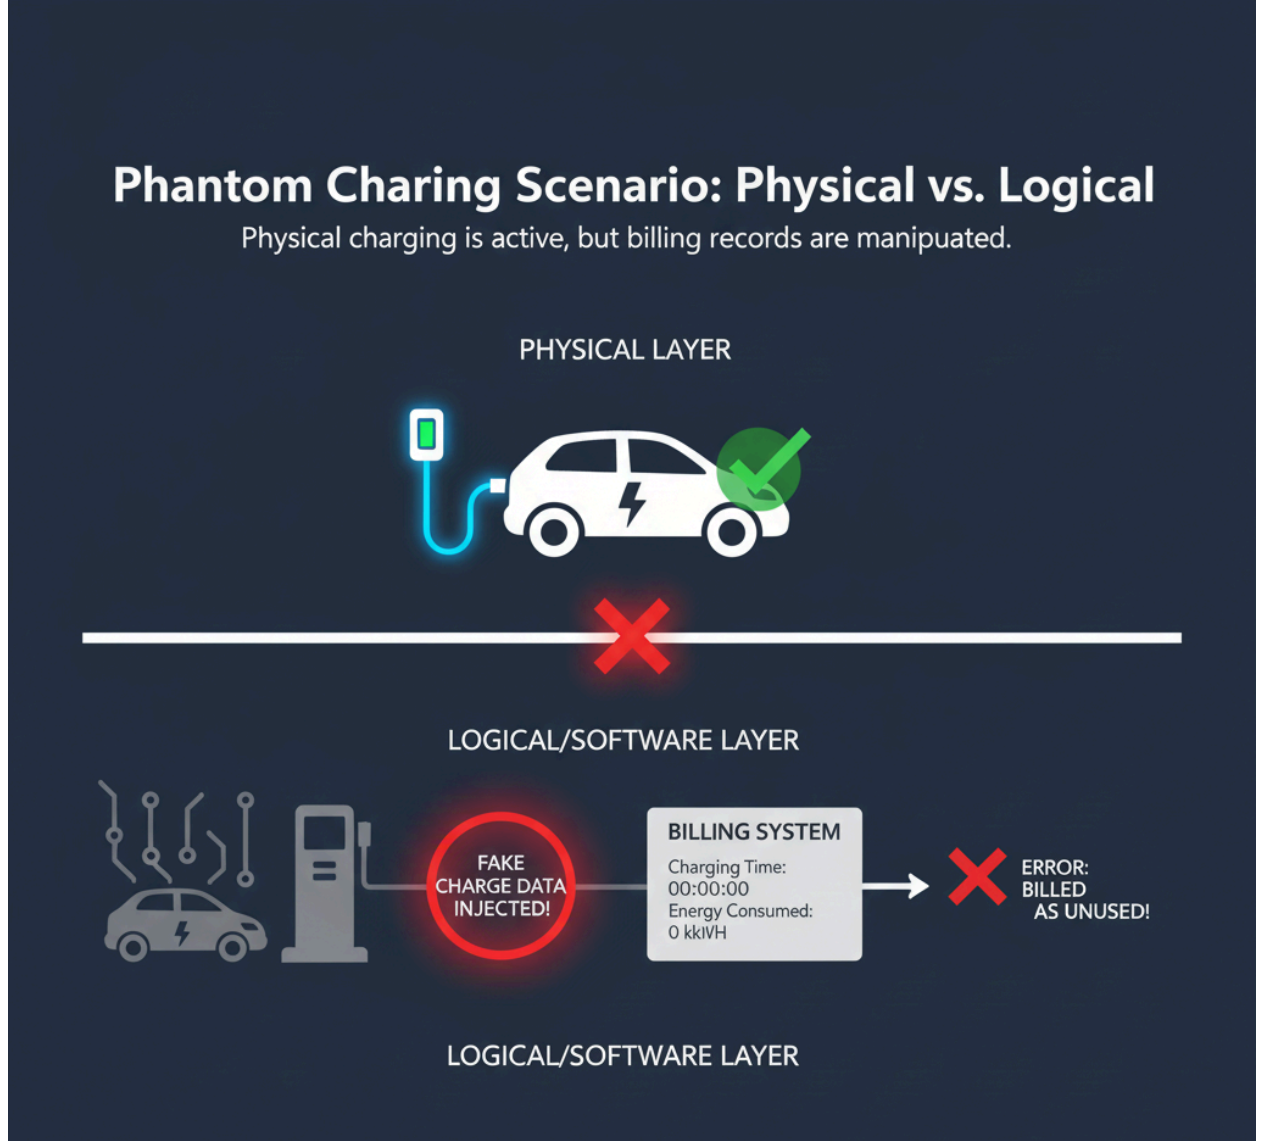 Phantom Charing Scenario: Physical vs. Logical
Physical charging is active, but billing records are manipuated.
PHYSICAL LAYER
LOGICAL/SOFTWARE LAYER
FAKE
CHARGE DATA
INJECTED!
BILLING SYSTEM
Charging Time:
00:00:00
Energy Consumed:
0 kkIVH
ERROR:
BILLED
AS UNUSED!
LOGICAL/SOFTWARE LAYER